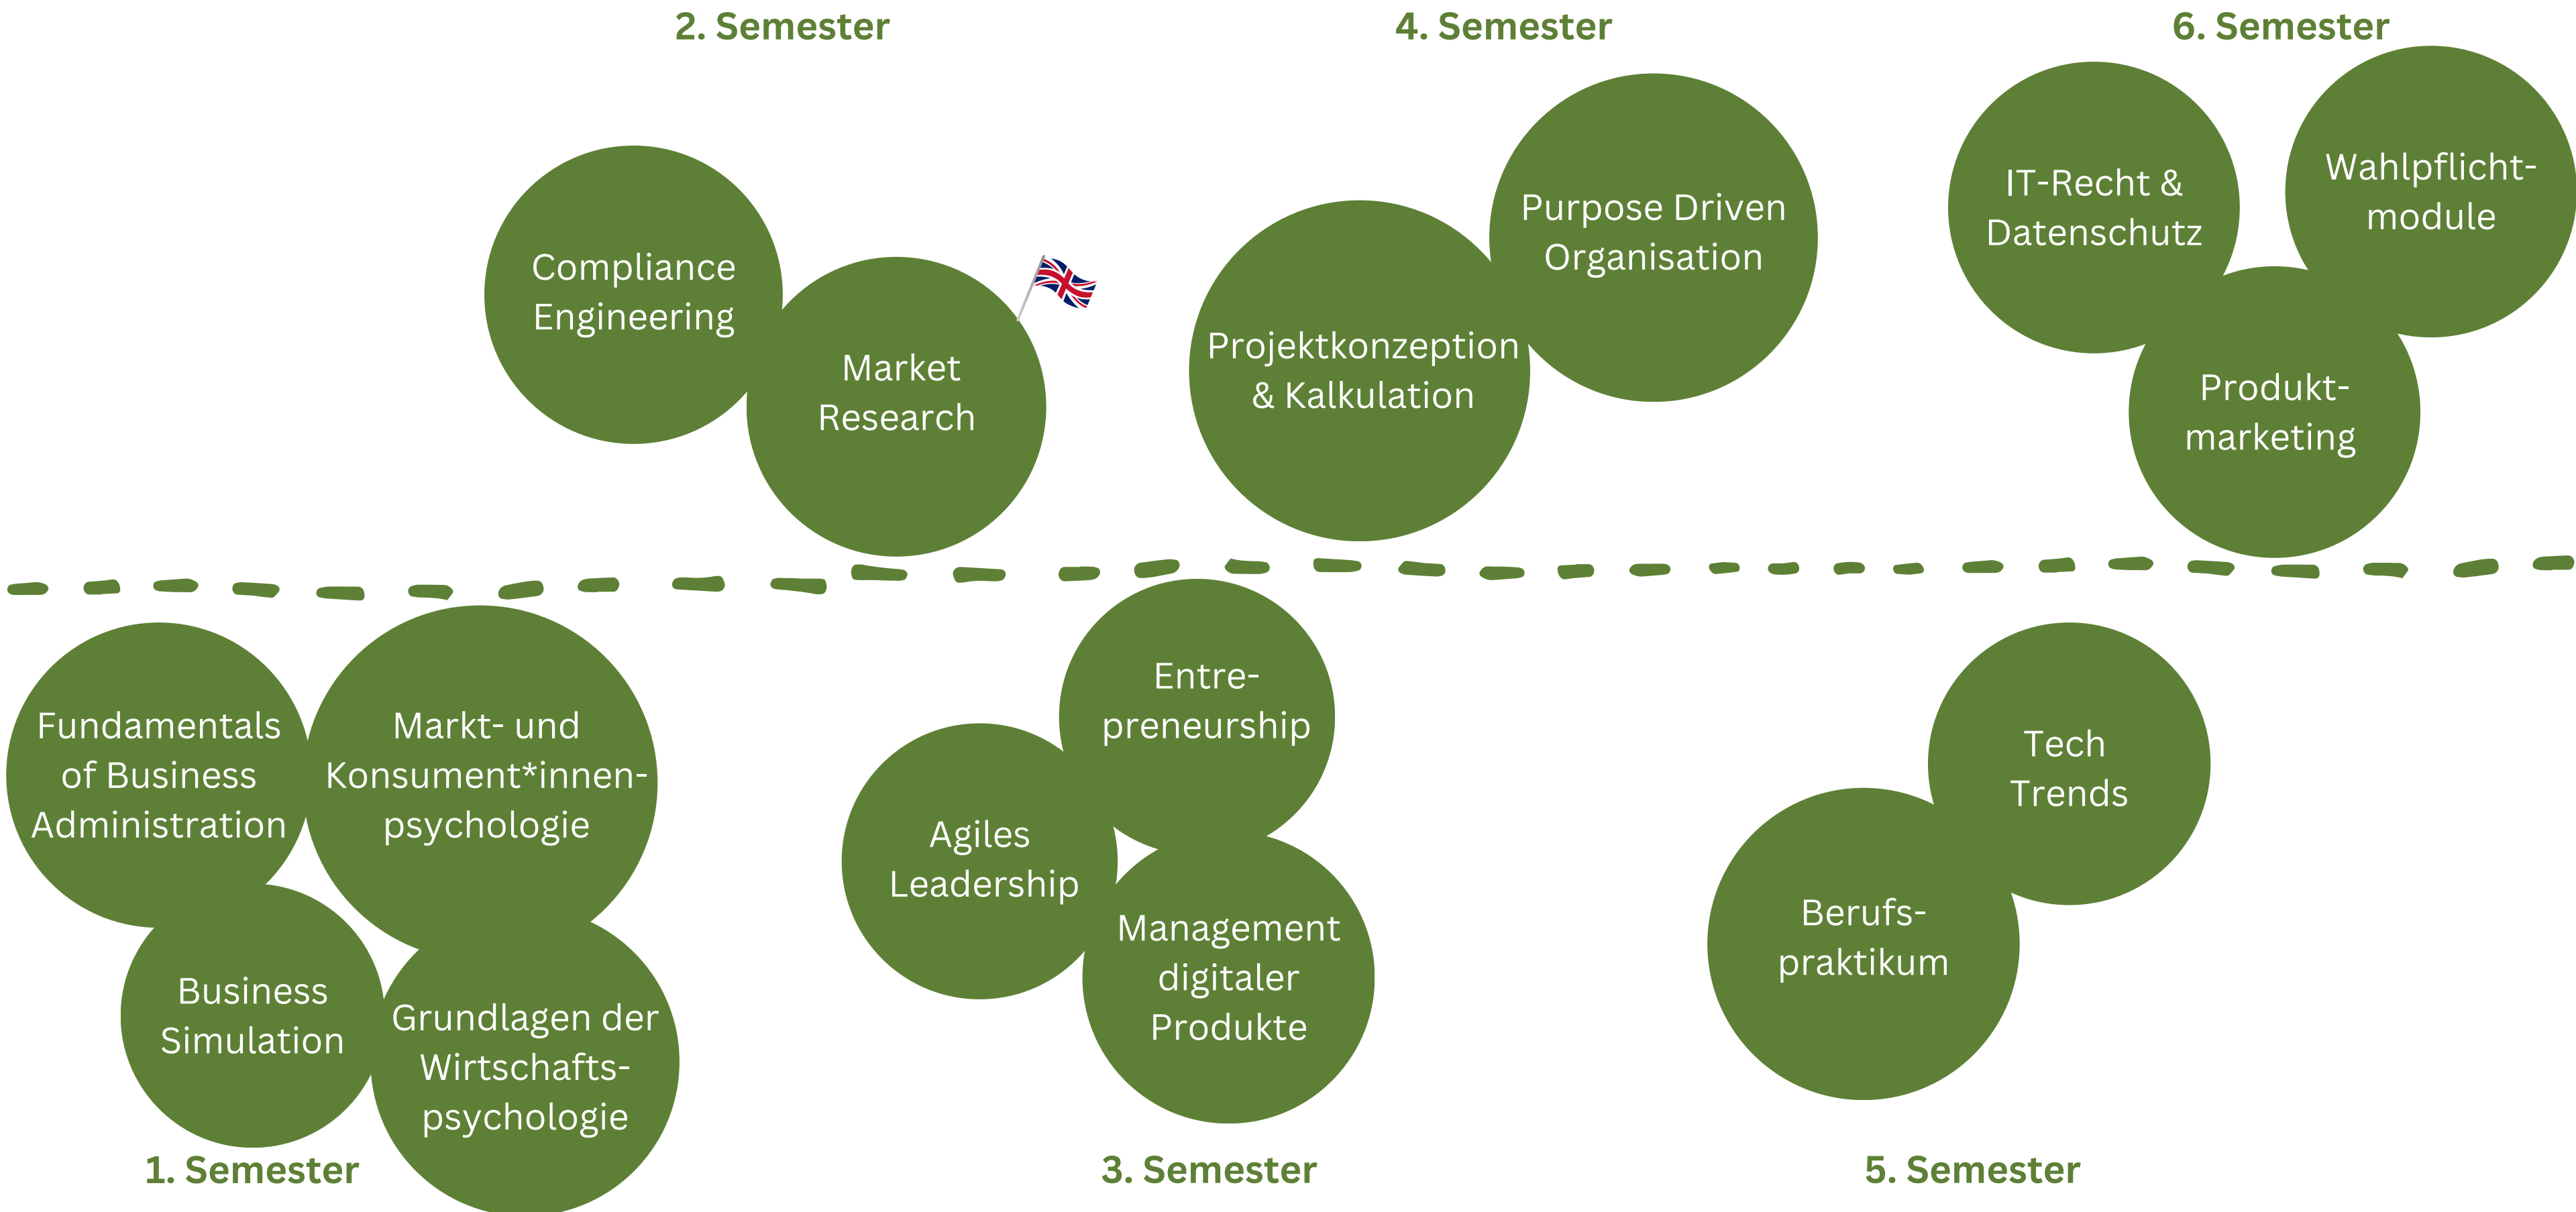 2. Semester
4. Semester
6. Semester
Compliance
Engineering
Market
Research
Projektkonzeption
& Kalkulation
Purpose Driven
Organisation
IT-Recht &
Datenschutz
Wahlpflicht-
module
Produkt-
marketing
Fundamentals
of Business
Administration
Markt- und
Konsument*innen-
psychologie
Business
Simulation
Grundlagen der
Wirtschafts-
psychologie
Entre-
preneurship
Agiles
Leadership
Management
digitaler
Produkte
Tech
Trends
Berufs-
praktikum
1. Semester
3. Semester
5. Semester